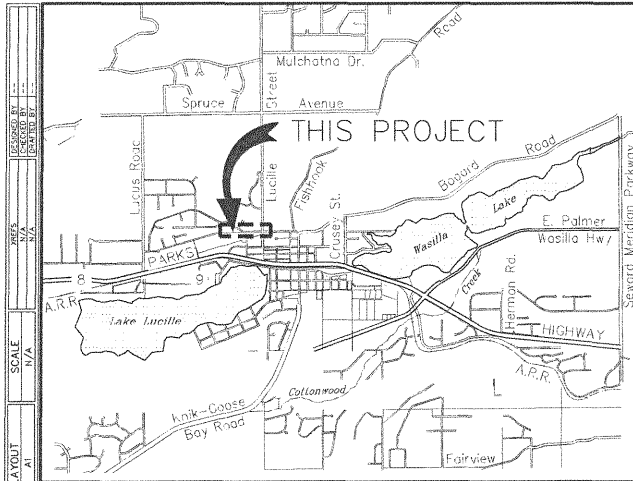 DESIGNED BY --
CHECKED BY --
DRAFTED BY --
XREFS
N/A
N/A
SCALE
N/A
LAYOUT
A1
Mulchatna Dr.
Road
Spruce Avenue
Street
THIS PROJECT
Lucus Road
Lucille
Fishhook
Crusey St.
Bogard Road
Seward Meridian Parkway
Wasilla Lake
E. Palmer
Wasilla Hwy
PARKS
8 9
A.R.R.
Lake Lucille
Creek
Herman Rd.
HIGHWAY
A.R.R.
Cottonwood
Knik-Goose
Bay Road
Fairview